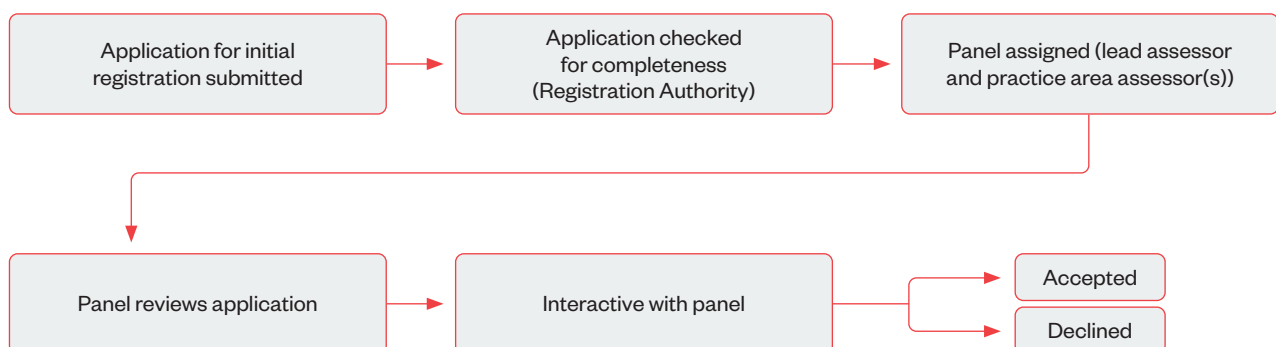 Application for initial
registration submitted
Application checked
for completeness
(Registration Authority)
Panel assigned (lead assessor
and practice area assessor(s))
Panel reviews application
Interactive with panel
Accepted
Declined